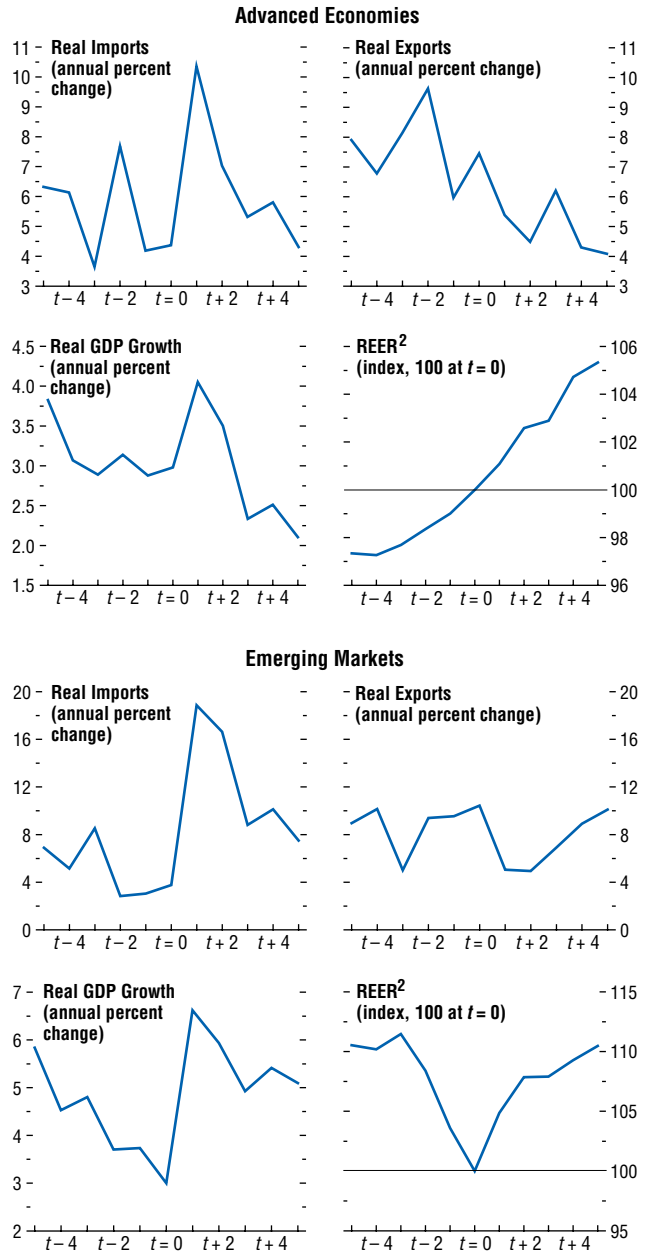 Advanced Economies
Real Imports
(annual percent
change)
11
10
9
8
7
6
5
4
3
t – 4 t – 2 t = 0 t + 2 t + 4
Real Exports
(annual percent change)
11
10
9
8
7
6
5
4
3
t – 4 t – 2 t = 0 t + 2 t + 4
Real GDP Growth
(annual percent
change)
4.5
4.0
3.5
3.0
2.5
2.0
1.5
t – 4 t – 2 t = 0 t + 2 t + 4
REER²
(index, 100 at t = 0)
106
104
102
100
98
96
t – 4 t – 2 t = 0 t + 2 t + 4
Emerging Markets
Real Imports
(annual percent
change)
20
16
12
8
4
0
t – 4 t – 2 t = 0 t + 2 t + 4
Real Exports
(annual percent change)
20
16
12
8
4
0
t – 4 t – 2 t = 0 t + 2 t + 4
Real GDP Growth
(annual percent
change)
7
6
5
4
3
2
t – 4 t – 2 t = 0 t + 2 t + 4
REER²
(index, 100 at t = 0)
115
110
105
100
95
t – 4 t – 2 t = 0 t + 2 t + 4